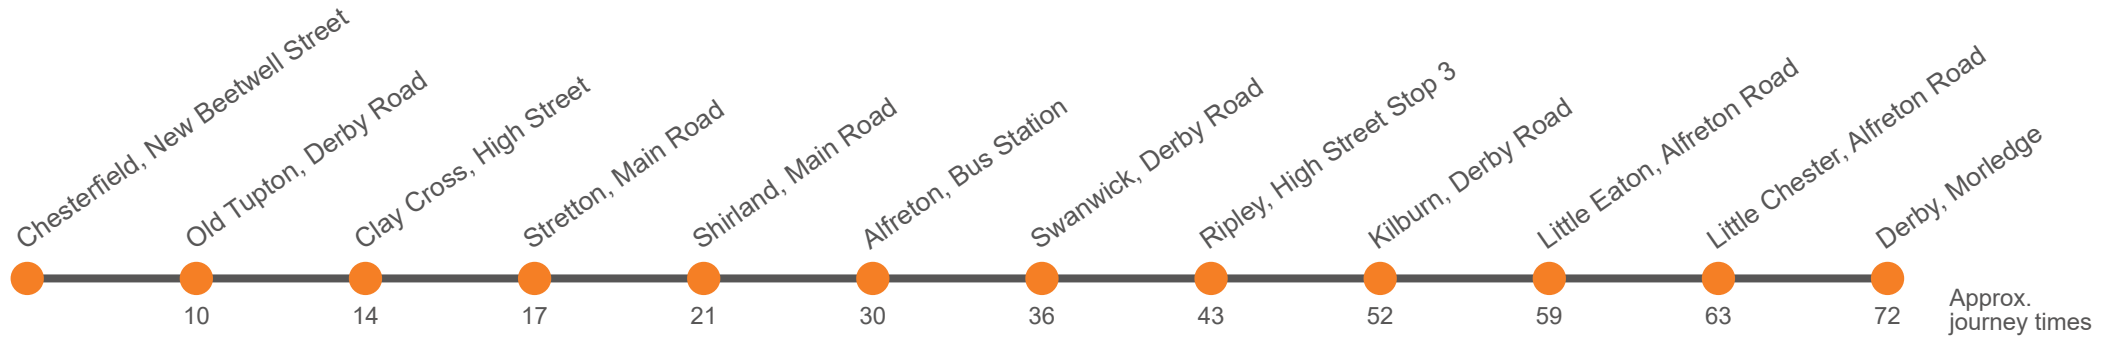 Chesterfield, New Beetwell Street
Old Tupton, Derby Road
Clay Cross, High Street
Stretton, Main Road
Shirland, Main Road
Alfreton, Bus Station
Swanwick, Derby Road
Ripley, High Street Stop 3
Kilburn, Derby Road
Little Eaton, Alfreton Road
Little Chester, Alfreton Road
Derby, Morledge
10
14
17
21
30
36
43
52
59
63
72
Approx.
journey times